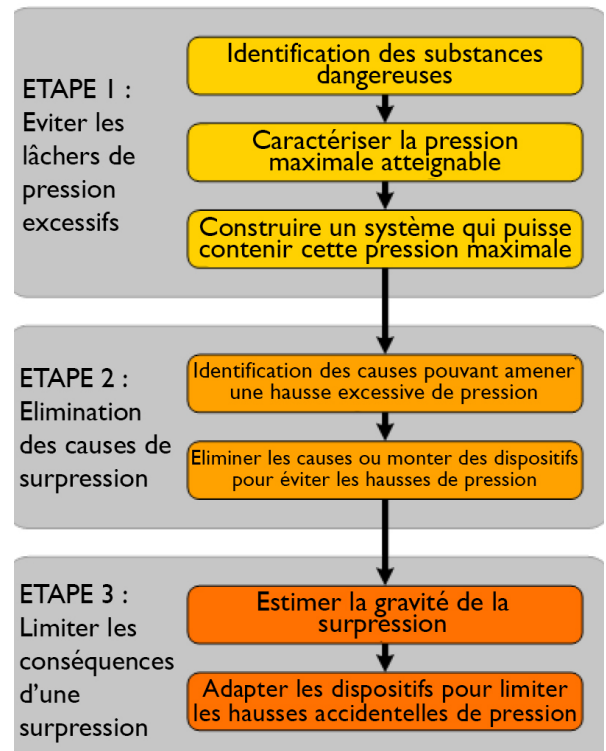 ETAPE 1 :
Eviter les
lâchers de
pression
excessifs
Identification des substances
dangereuses
Caractériser la pression
maximale atteignable
Construire un système qui puisse
contenir cette pression maximale
ETAPE 2 :
Elimination
des causes de
surpression
Identification des causes pouvant amener
une hausse excessive de pression
Eliminer les causes ou monter des dispositifs
pour éviter les hausses de pression
ETAPE 3 :
Limiter les
conséquences
d'une
surpression
Estimer la gravité de la
surpression
Adapter les dispositifs pour limiter
les hausses accidentelles de pression